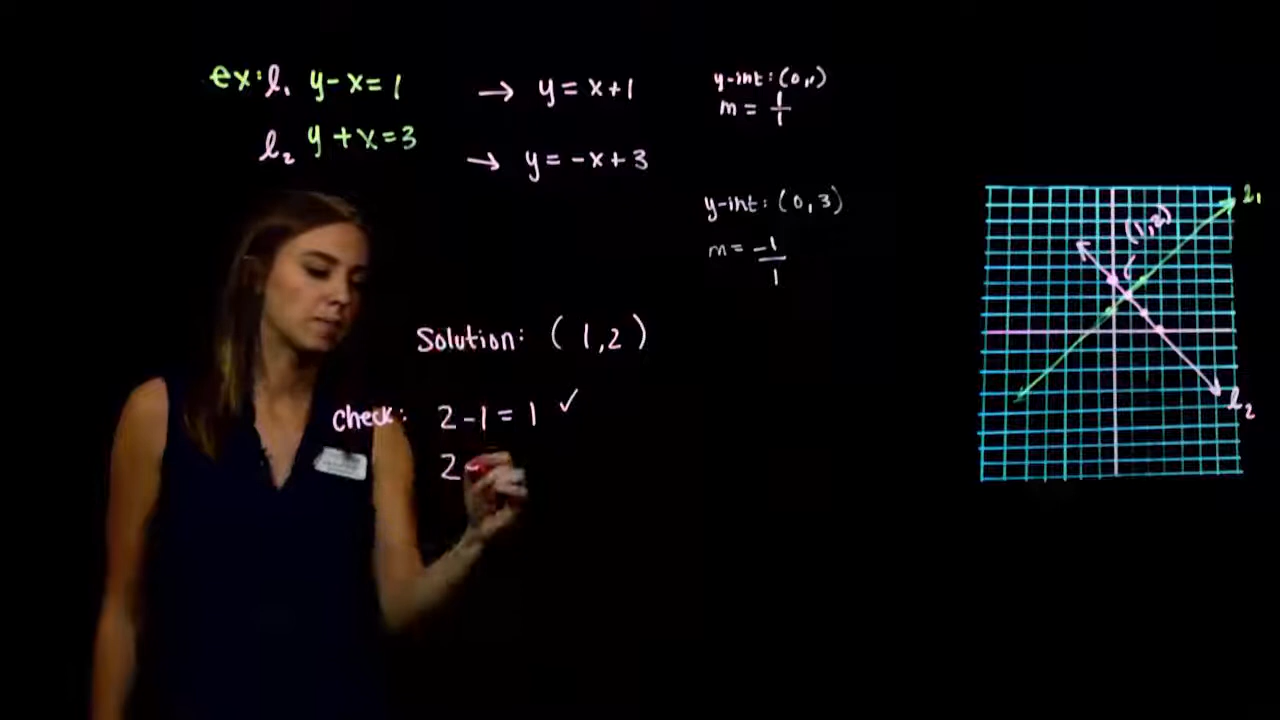 ex: l₁ y-x=1 → y=x+1
l₂ y+x=3 → y=-x+3
y-int: (0,1)
m = 1/1
y-int: (0,3)
m = -1/1
Solution: (1,2)
Check: 2-1=1 ✓
2
l₁
(1,2)
l₂